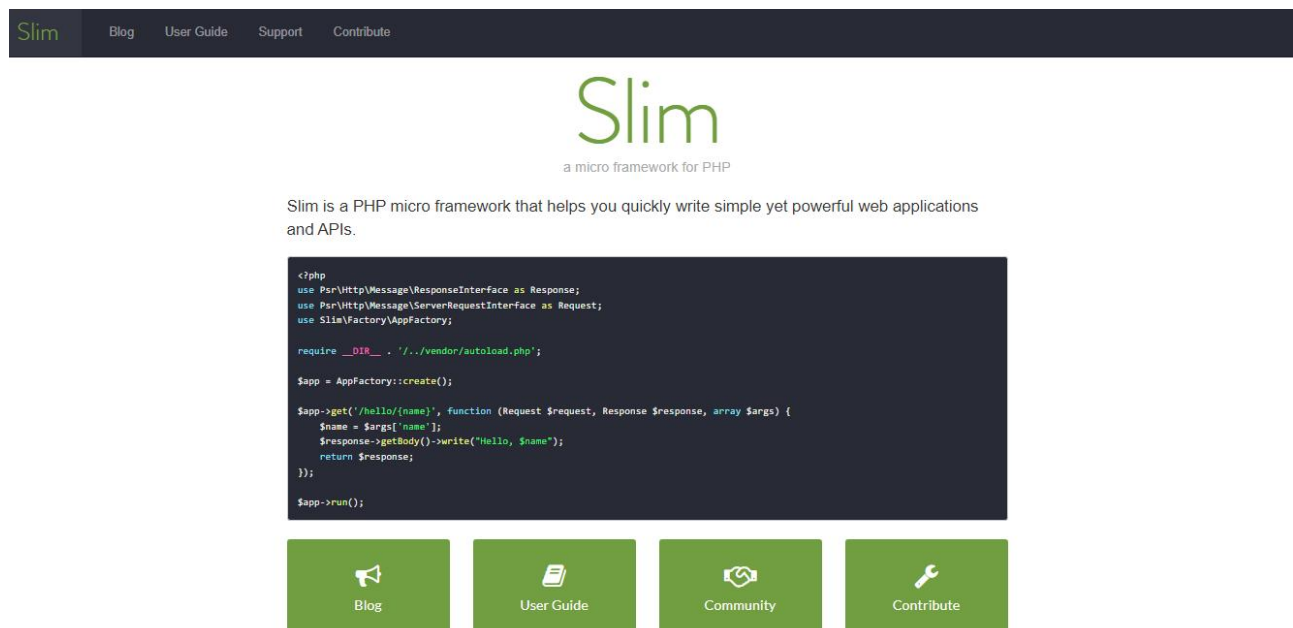 Slim Blog User Guide Support Contribute
Slim
a micro framework for PHP
Slim is a PHP micro framework that helps you quickly write simple yet powerful web applications
and APIs.
<?php
use Psr\Http\Message\ResponseInterface as Response;
use Psr\Http\Message\ServerRequestInterface as Request;
use Slim\Factory\AppFactory;
require __DIR__ . '/../vendor/autoload.php';
$app = AppFactory::create();
$app->get('/hello/{name}', function (Request $request, Response $response, array $args) {
    $name = $args['name'];
    $response->getBody()->write("Hello, $name");
    return $response;
});
$app->run();
Blog User Guide Community Contribute